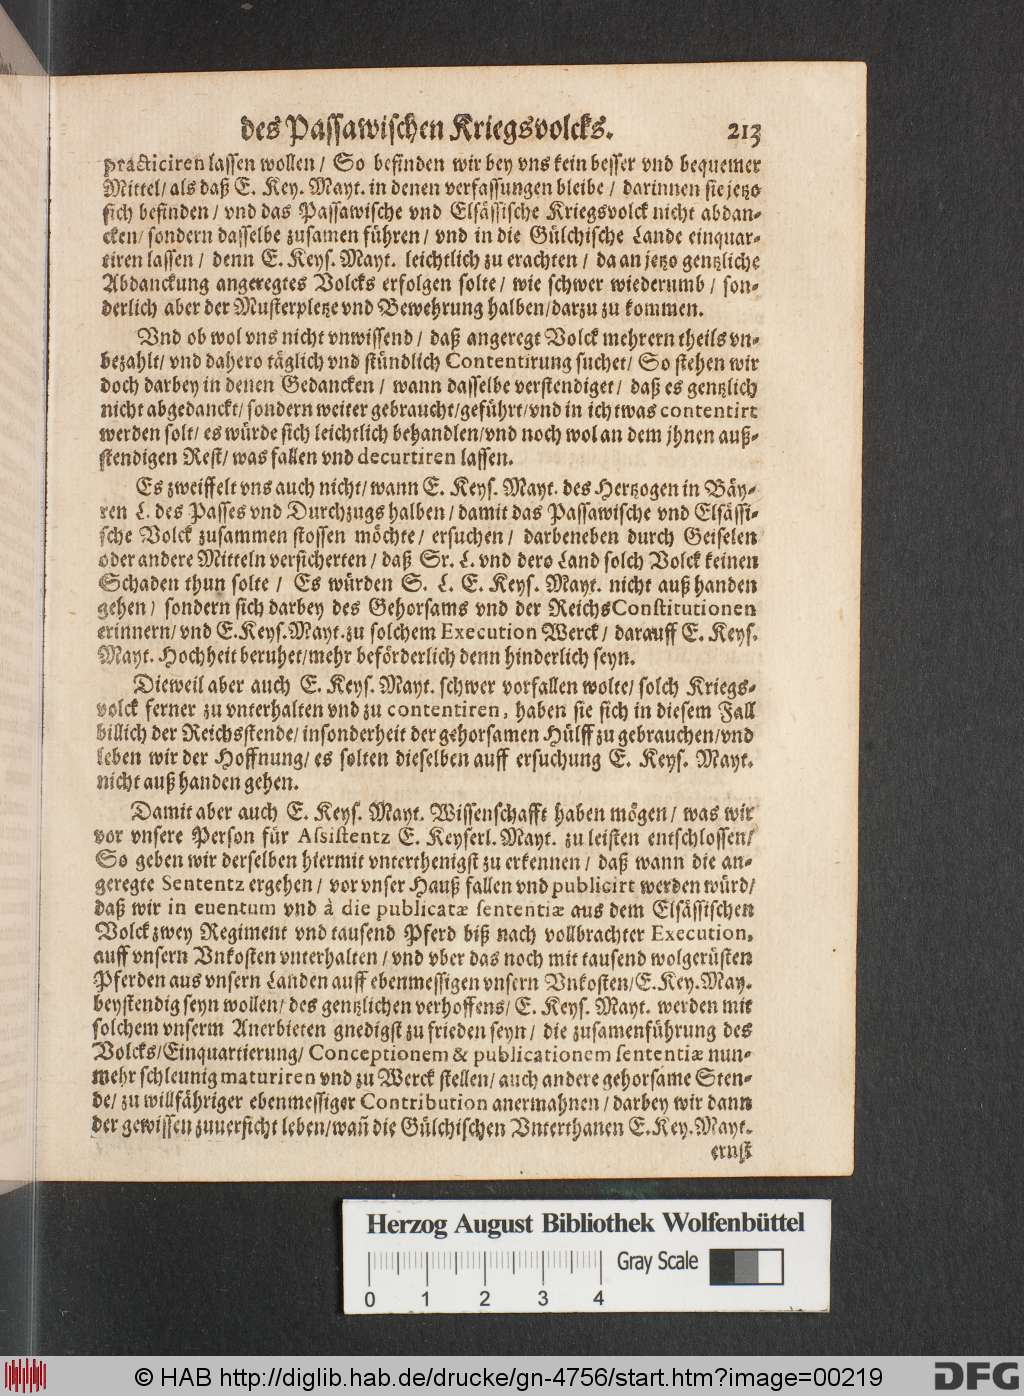 des Passawischen Kriegsvolcks. 213
practiciren lassen wollen / So befinden wir bey vns kein besser vnd bequemer
Mittel / als daß E. Key. Mayt. in denen verfassungen bleibe / darinnen sie jetzo
sich befinden / vnd das Passawische vnd Elsässische Kriegsvolck nicht abdan-
cken / sondern dasselbe zusamen führen / vnd in die Gülchische Lande einquar-
tiren lassen / denn E. Keys. Mayt. leichtlich zu erachten / da an jetzo gentzliche
Abdanckung angeregtes Volcks erfolgen solte / wie schwer wiederumb / son-
derlich aber der Musterpletze vnd Bewehrung halben / darzu zu kommen.
Vnd ob wol vns nicht vnwissend / daß angeregt Volck mehrern theils vn-
bezahlt / vnd dahero täglich vnd stündlich Contentirung suchet / So stehen wir
doch darbey in denen Gedancken / wann dasselbe verstendiget / daß es gentzlich
nicht abgedanckt / sondern weiter gebraucht / geführt / vnd in ichtwas contentirt
werden solt / es würde sich leichtlich behandlen / vnd noch wol an dem jhnen auß-
stendigen Rest / was fallen vnd decurtiren lassen.
Es zweiffelt vns auch nicht / wann E. Keys. Mayt. des Hertzogen in Bäy-
ren L. des Passes vnd Durchzugs halben / damit das Passawische vnd Elsässi-
sche Volck zusammen stossen möchte / ersuchen / darbeneben durch Geiselen
oder andere Mitteln versicherten / daß Sr. L. vnd dero Land solch Volck keinen
Schaden thun solte / Es würden S. L. E. Keys. Mayt. nicht auß handen
gehen / sondern sich darbey des Gehorsams vnd der Reichs Constitutionen
erinnern / vnd E. Keys. Mayt. zu solchem Execution Werck / darauff E. Keys.
Mayt. Hochheit beruhet / mehr beförderlich denn hinderlich seyn.
Dieweil aber auch E. Keys. Mayt. schwer vorfallen wolte / solch Kriegs-
volck ferner zu vnterhalten vnd zu contentiren, haben sie sich in diesem Fall
billich der Reichsstende / insonderheit der gehorsamen Hülff zu gebrauchen / vnd
leben wir der Hoffnung / es solten dieselben auff ersuchung E. Keys. Mayt.
nicht auß handen gehen.
Damit aber auch E. Keys. Mayt. Wissenschafft haben mögen / was wir
vor vnsere Person für Assistentz E. Keyserl. Mayt. zu leisten entschlossen /
So geben wir derselben hiermit vnterthenigst zu erkennen / daß wann die an-
geregte Sententz ergehen / vor vnser Hauß fallen vnd publicirt werden würd /
daß wir in euentum vnd à die publicatæ sententiæ aus dem Elsässischen
Volck zwey Regiment vnd tausend Pferd biß nach vollbrachter Execution,
auff vnsern Vnkosten vnterhalten / vnd vber das noch mit tausend wolgerüsten
Pferden aus vnsern Landen auff ebenmessigen vnsern Vnkosten / E. Key. May.
beystendig seyn wollen / des gentzlichen verhoffens / E. Keys. Mayt. werden mit
solchem vnserm Anerbieten gnedigst zu frieden seyn / die zusamenführung des
Volcks / Einquartierung / Conceptionem & publicationem sententiæ nun-
mehr schleunig maturiren vnd zu Werck stellen / auch andere gehorsame Sten-
de / zu willfähriger ebenmessiger Contribution anermahnen / darbey wir dann
der gewissen zuuersicht leben / wañ die Gülchischen Vnterthanen E. Key. Mayt.
ernst
Herzog August Bibliothek Wolfenbüttel
Gray Scale
0 1 2 3 4
© HAB http://diglib.hab.de/drucke/gn-4756/start.htm?image=00219
DFG